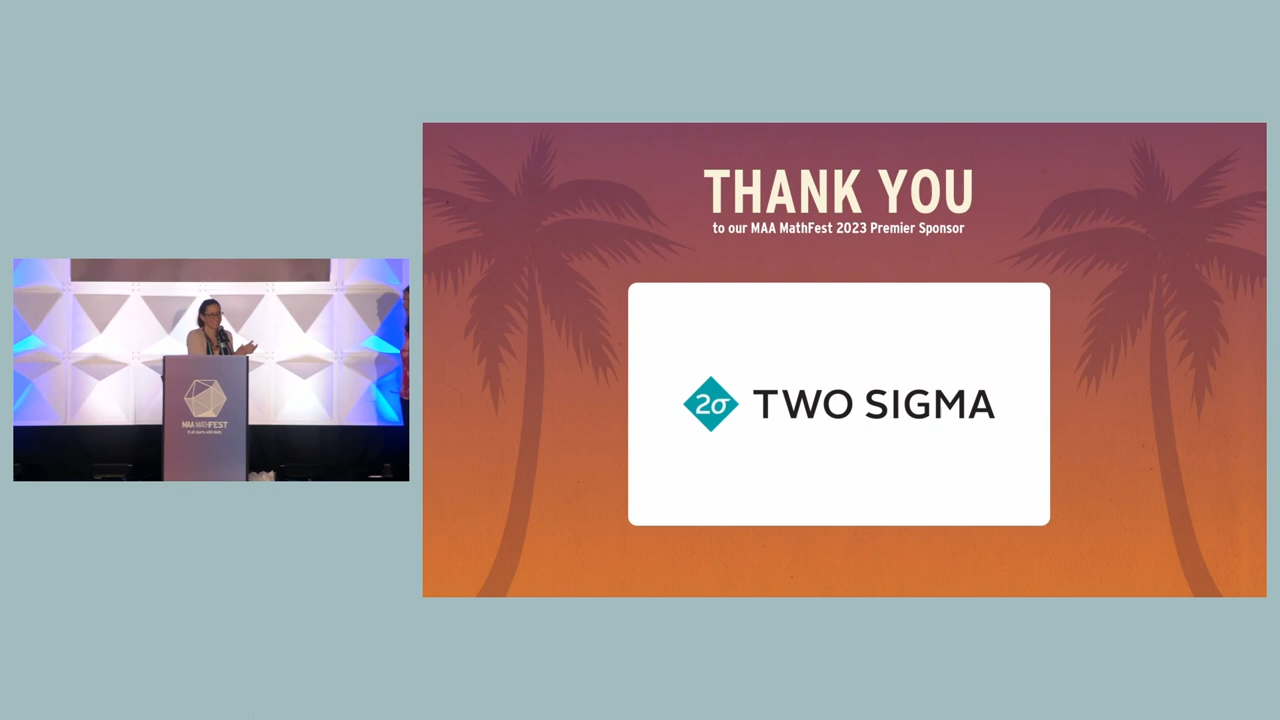 MAA MATHFEST
THANK YOU
to our MAA MathFest 2023 Premier Sponsor
2σ TWO SIGMA